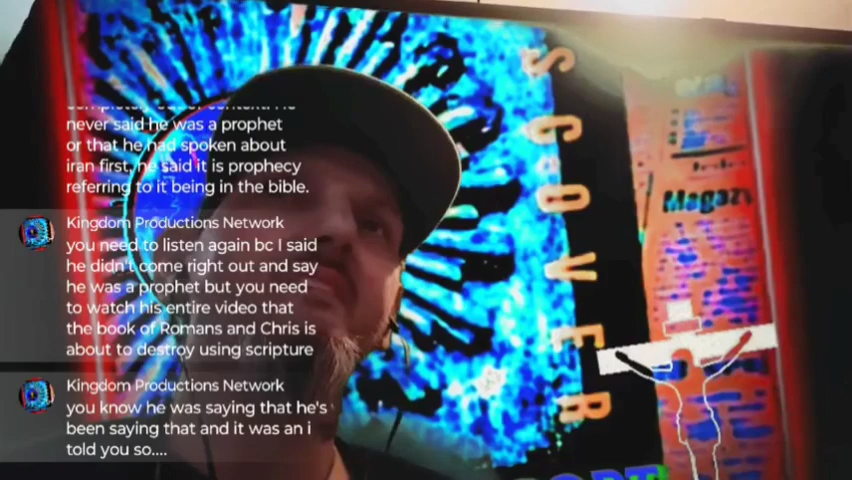 never said he was a prophet
or that he had spoken about
iran first, he said it is prophecy
referring to it being in the bible.
Kingdom Productions Network
you need to listen again bc I said
he didn't come right out and say
he was a prophet but you need
to watch his entire video that
the book of Romans and Chris is
about to destroy using scripture
Kingdom Productions Network
you know he was saying that he's
been saying that and it was an i
told you so....
SCOVER
Magaz